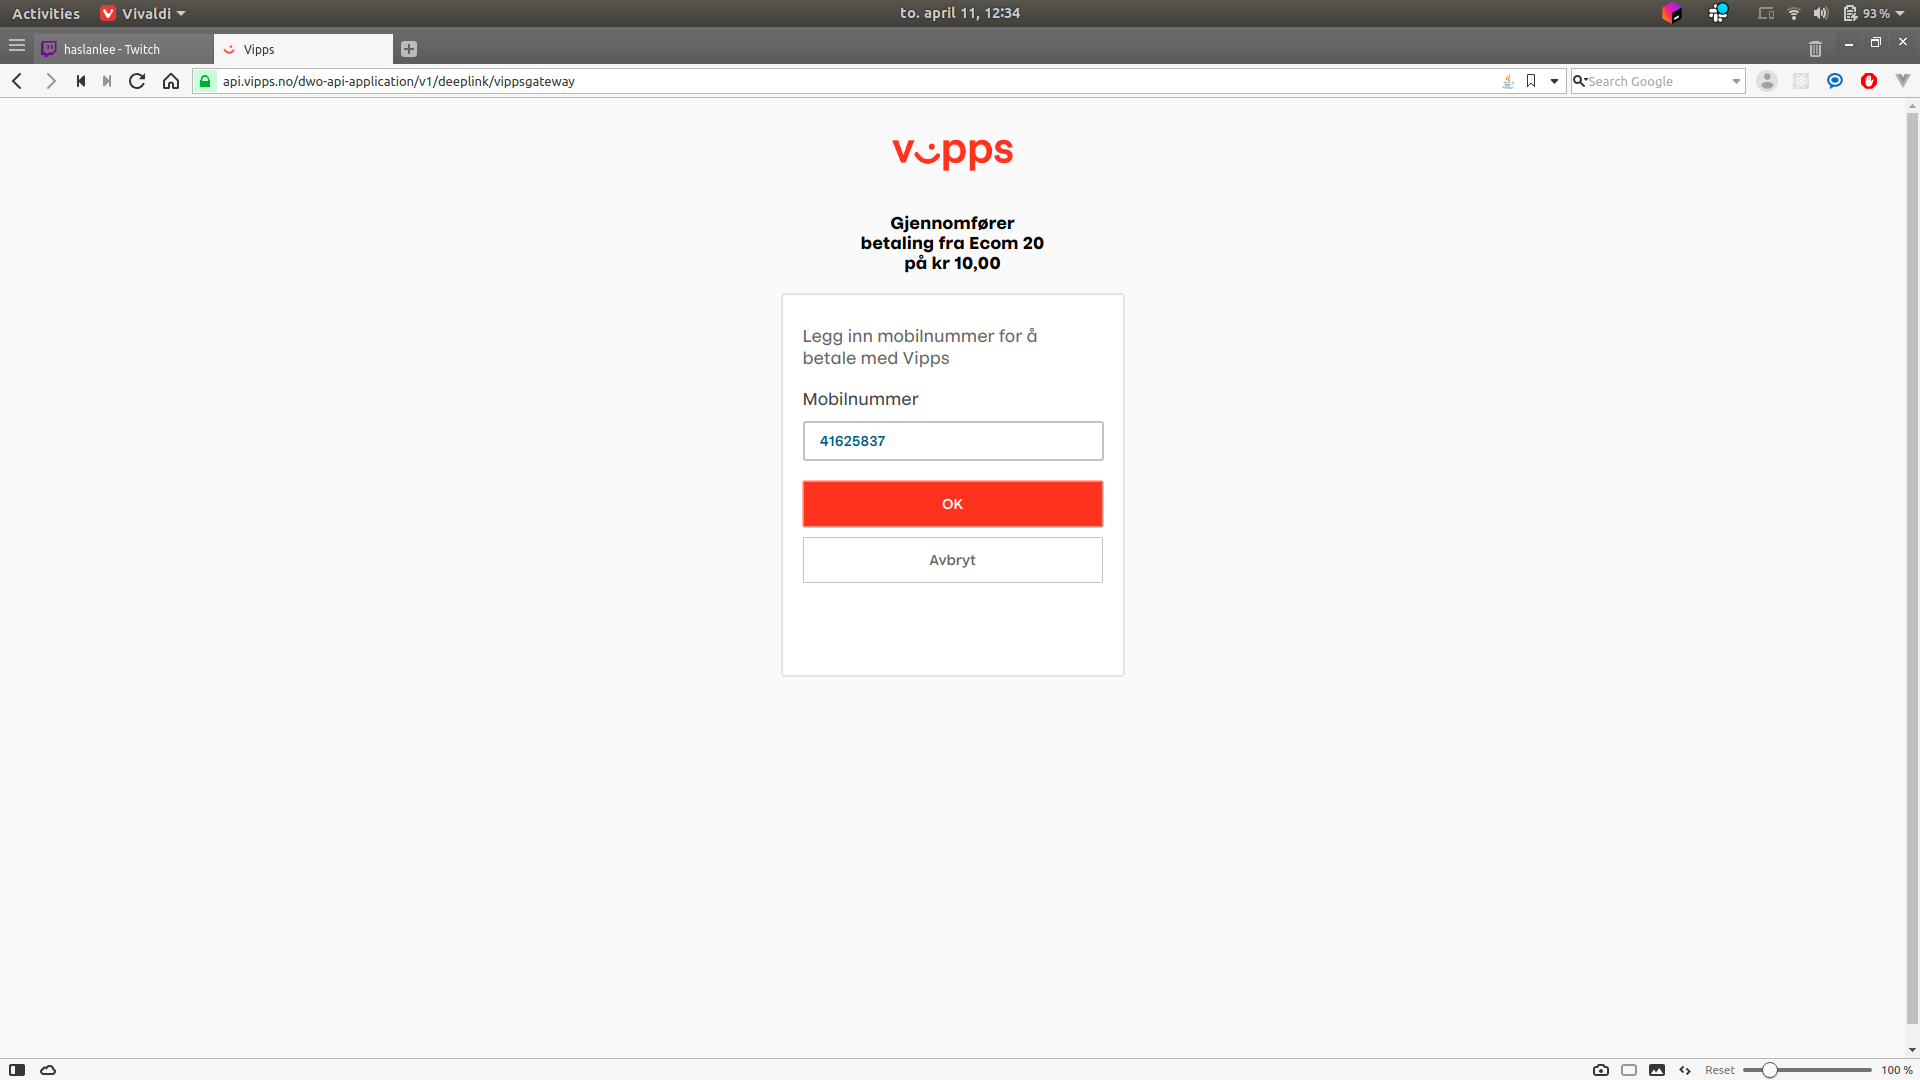 Activities
Vivaldi
to. april 11, 12:34
93 %
haslanlee - Twitch
Vipps
api.vipps.no/dwo-api-application/v1/deeplink/vippsgateway
Search Google
vipps
Gjennomfører
betaling fra Ecom 20
på kr 10,00
Legg inn mobilnummer for å
betale med Vipps
Mobilnummer
41625837
OK
Avbryt
Reset
100 %